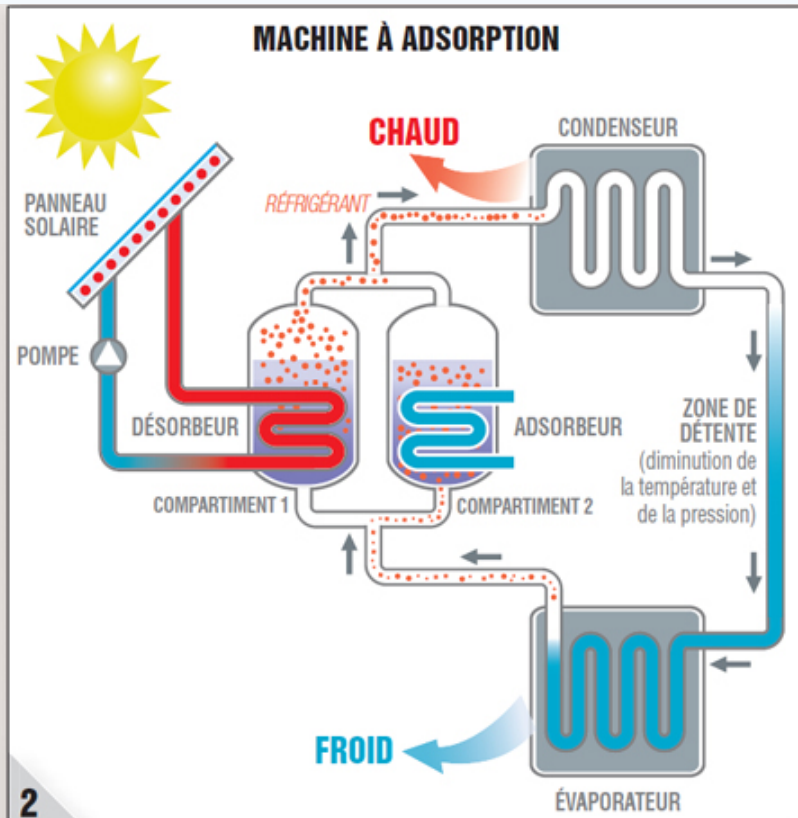 MACHINE À ADSORPTION
CHAUD
CONDENSEUR
PANNEAU
SOLAIRE
RÉFRIGÉRANT
POMPE
DÉSORBEUR
ADSORBEUR
ZONE DE
DÉTENTE
(diminution de
la température et
de la pression)
COMPARTIMENT 1
COMPARTIMENT 2
FROID
ÉVAPORATEUR
2